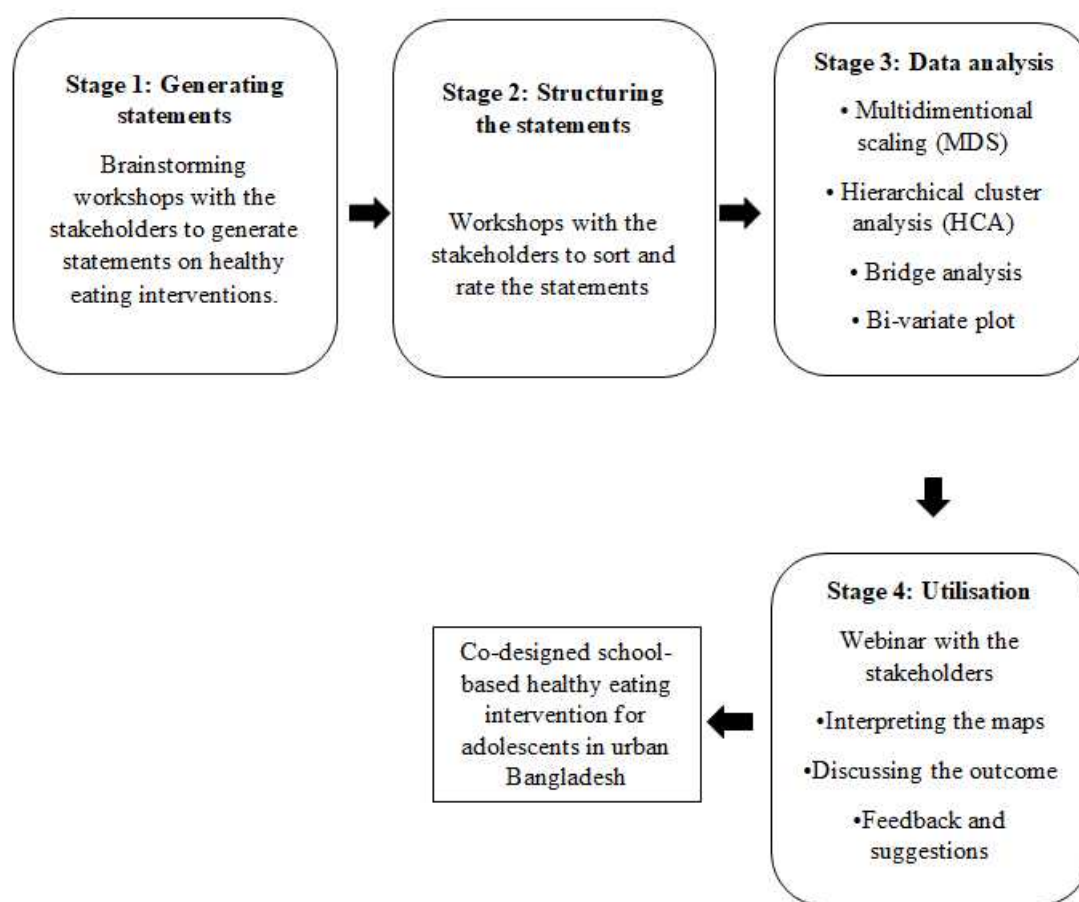 Stage 1: Generating
statements
Brainstorming
workshops with the
stakeholders to generate
statements on healthy
eating interventions.
Stage 2: Structuring
the statements
Workshops with the
stakeholders to sort and
rate the statements
Stage 3: Data analysis
• Multidimentional
scaling (MDS)
• Hierarchical cluster
analysis (HCA)
• Bridge analysis
• Bi-variate plot
Stage 4: Utilisation
Webinar with the
stakeholders
•Interpreting the maps
•Discussing the outcome
•Feedback and
suggestions
Co-designed school-
based healthy eating
intervention for
adolescents in urban
Bangladesh